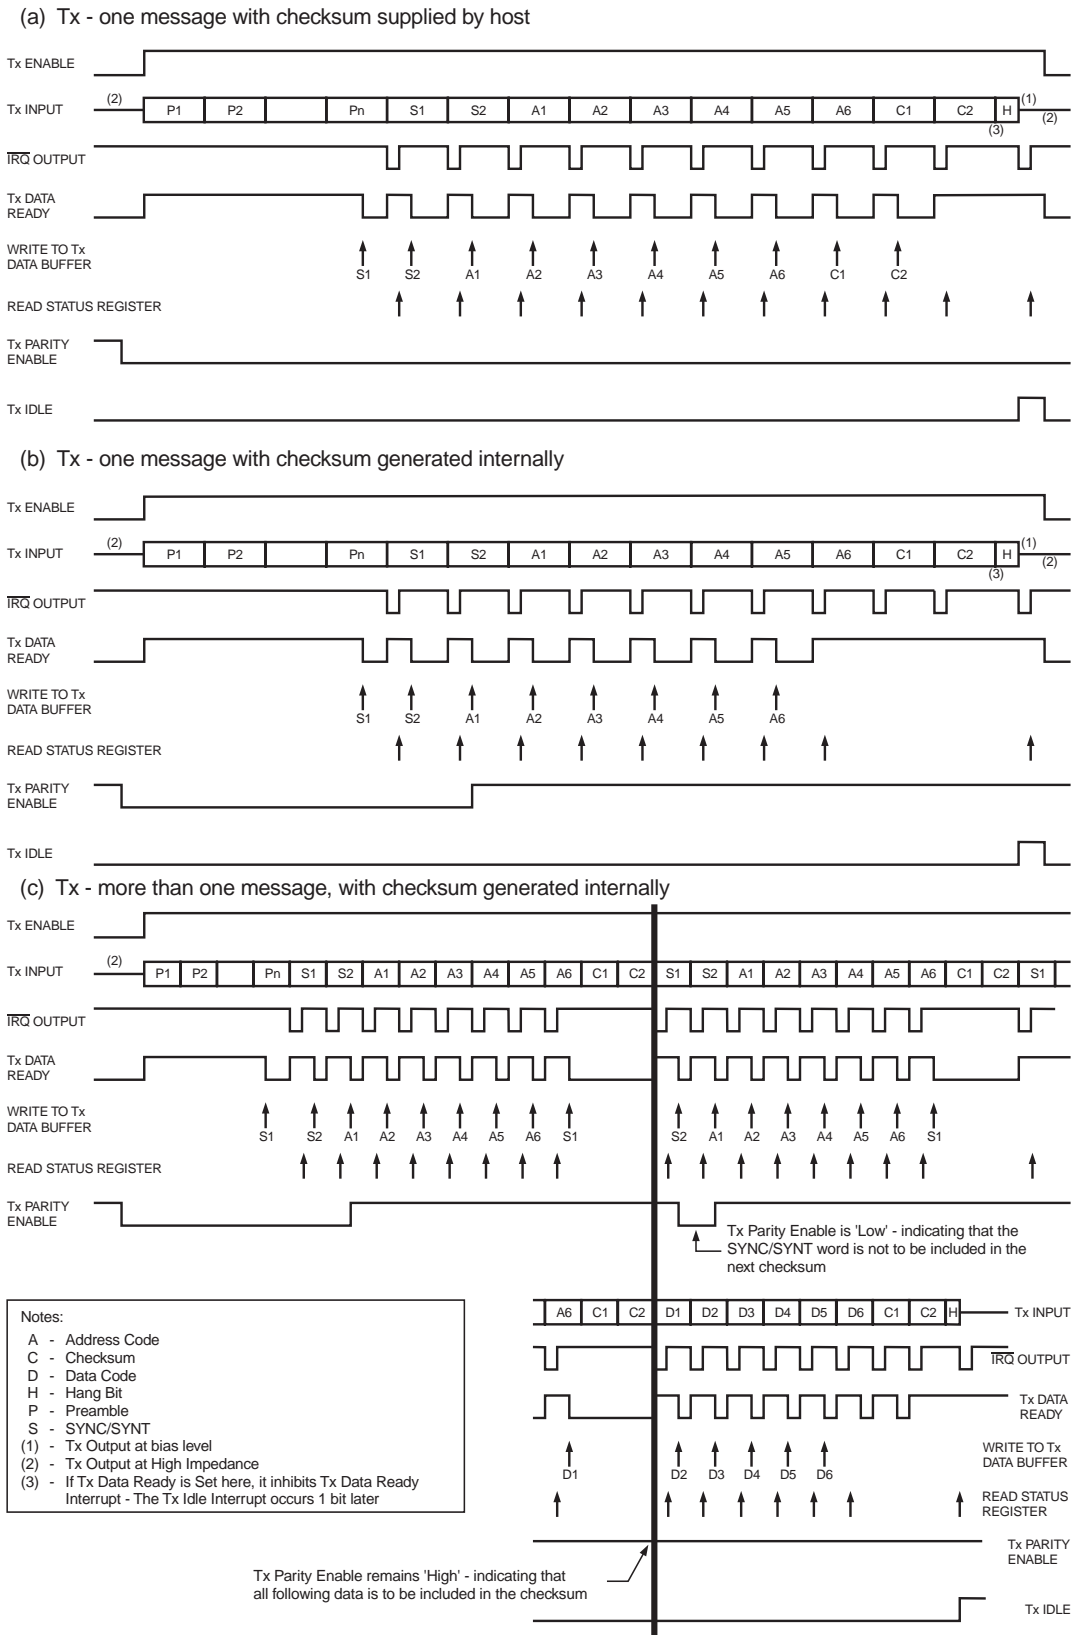 (a) Tx - one message with checksum supplied by host
Tx ENABLE
Tx INPUT (2) P1 P2 Pn S1 S2 A1 A2 A3 A4 A5 A6 C1 C2 H (1)
(3) (2)
IRQ OUTPUT
Tx DATA
READY
WRITE TO Tx
DATA BUFFER
S1 S2 A1 A2 A3 A4 A5 A6 C1 C2
READ STATUS REGISTER
Tx PARITY
ENABLE
Tx IDLE
(b) Tx - one message with checksum generated internally
Tx ENABLE
Tx INPUT (2) P1 P2 Pn S1 S2 A1 A2 A3 A4 A5 A6 C1 C2 H (1)
(3) (2)
IRQ OUTPUT
Tx DATA
READY
WRITE TO Tx
DATA BUFFER
S1 S2 A1 A2 A3 A4 A5 A6
READ STATUS REGISTER
Tx PARITY
ENABLE
Tx IDLE
(c) Tx - more than one message, with checksum generated internally
Tx ENABLE
Tx INPUT (2) P1 P2 Pn S1 S2 A1 A2 A3 A4 A5 A6 C1 C2 S1 S2 A1 A2 A3 A4 A5 A6 C1 C2 S1
IRQ OUTPUT
Tx DATA
READY
WRITE TO Tx
DATA BUFFER
S1 S2 A1 A2 A3 A4 A5 A6 S1 S2 A1 A2 A3 A4 A5 A6 S1
READ STATUS REGISTER
Tx PARITY
ENABLE
Tx Parity Enable is 'Low' - indicating that the
SYNC/SYNT word is not to be included in the
next checksum
Notes:
A - Address Code
C - Checksum
D - Data Code
H - Hang Bit
P - Preamble
S - SYNC/SYNT
(1) - Tx Output at bias level
(2) - Tx Output at High Impedance
(3) - If Tx Data Ready is Set here, it inhibits Tx Data Ready
Interrupt - The Tx Idle Interrupt occurs 1 bit later
A6 C1 C2 D1 D2 D3 D4 D5 D6 C1 C2 H Tx INPUT
IRQ OUTPUT
Tx DATA
READY
WRITE TO Tx
DATA BUFFER
D1 D2 D3 D4 D5 D6
READ STATUS
REGISTER
Tx PARITY
ENABLE
Tx Parity Enable remains 'High' - indicating that
all following data is to be included in the checksum
Tx IDLE